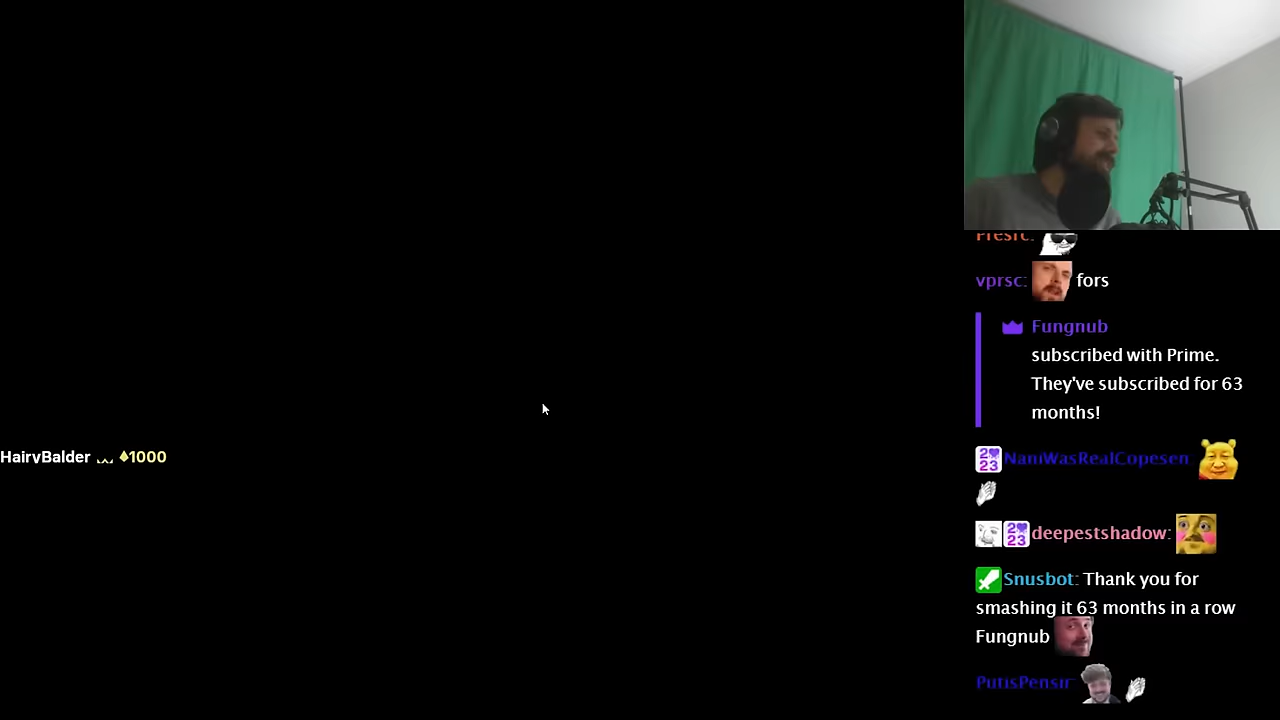 HairyBalder 1000
vprsc: fors
Fungnub
subscribed with Prime.
They've subscribed for 63
months!
NamWasRealCopesen
deepestshadow:
Snusbot: Thank you for
smashing it 63 months in a row
Fungnub